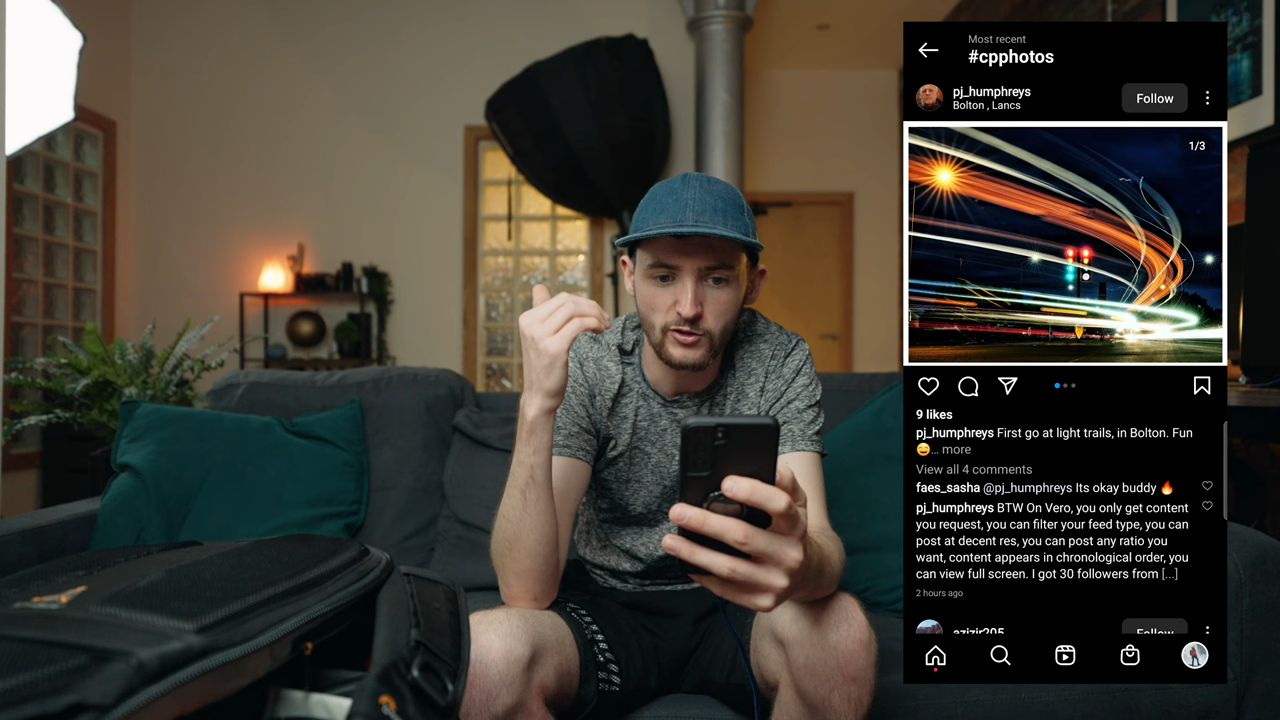 Most recent
#cpphotos
pj_humphreys
Bolton , Lancs
Follow
1/3
9 likes
pj_humphreys First go at light trails, in Bolton. Fun
😅... more
View all 4 comments
faes_sasha @pj_humphreys Its okay buddy 🔥
pj_humphreys BTW On Vero, you only get content
you request, you can filter your feed type, you can
post at decent res, you can post any ratio you
want, content appears in chronological order, you
can view full screen. I got 30 followers from [...]
2 hours ago
azizir205
Follow